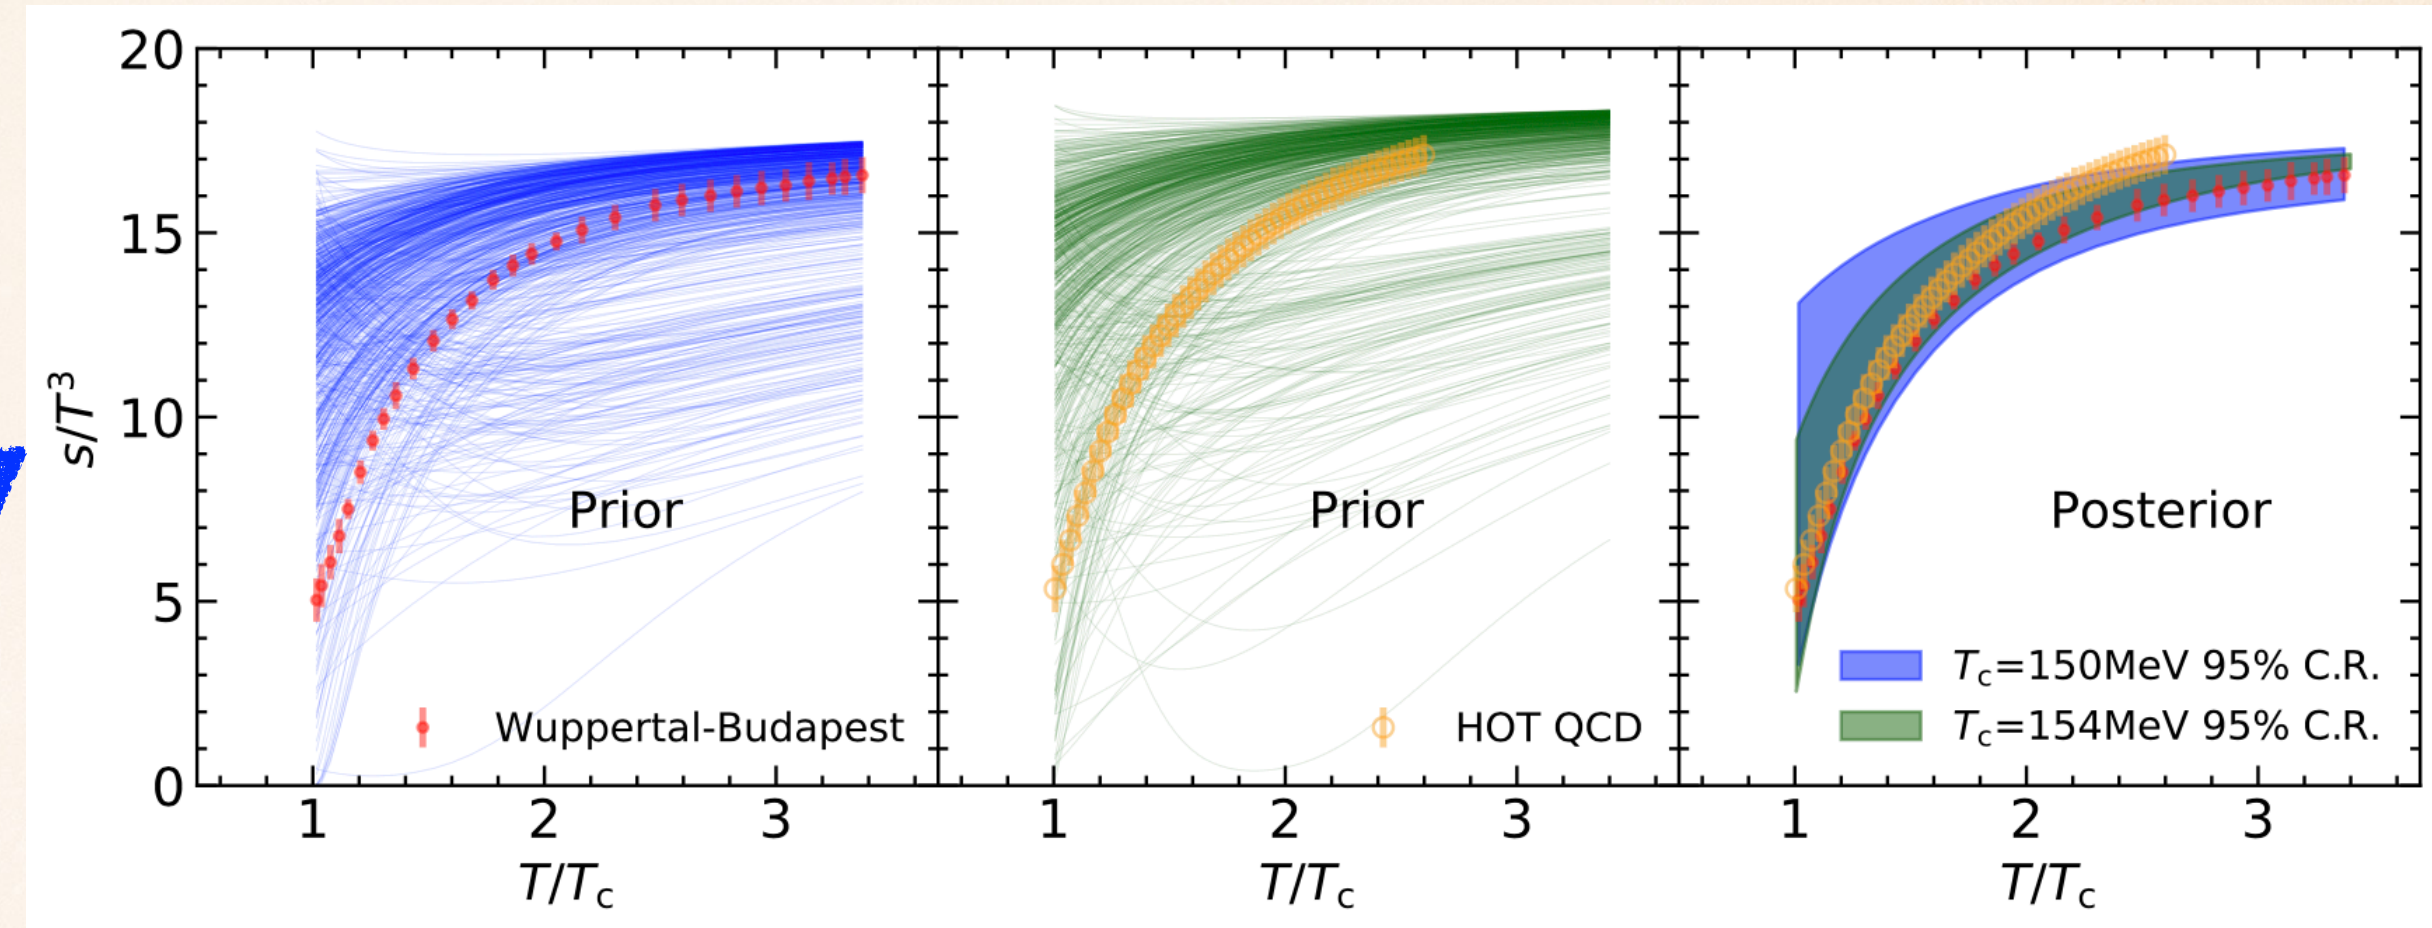 20
15
10
5
0
s/T³
Prior
Wuppertal-Budapest
1 2 3
T/Tc
Prior
HOT QCD
1 2 3
T/Tc
Posterior
Tc=150MeV 95% C.R.
Tc=154MeV 95% C.R.
1 2 3
T/Tc